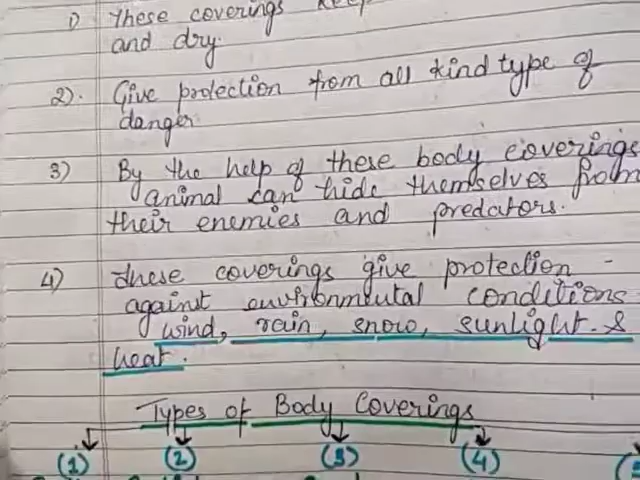 1) These coverings keep
and dry.
2). Give protection from all kind type of
danger
3) By the help of these body coverings
animal can hide themselves from
their enemies and predators.
4) These coverings give protection -
against environmental conditions
wind, rain, snow, sunlight &
heat.
Types of Body Coverings
(1) (2) (3) (4) (5